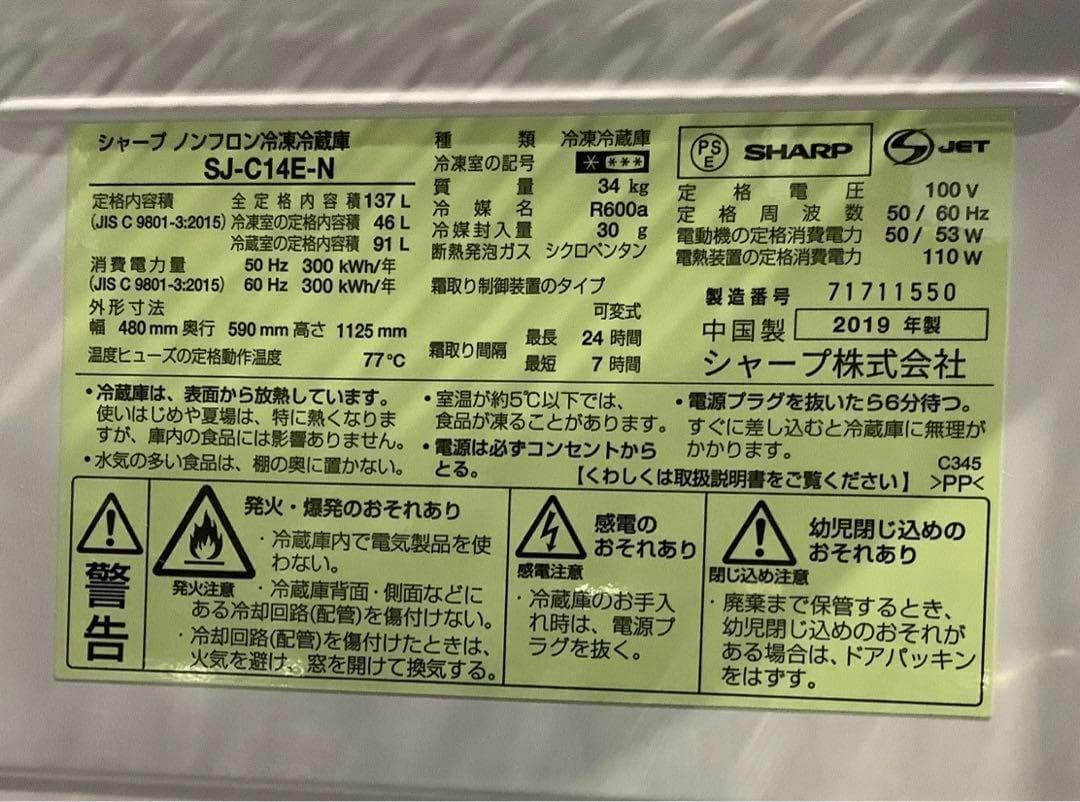 シャープ ノンフロン冷凍冷蔵庫
SJ-C14E-N
定格内容積 全定格内容積 137 L
(JIS C 9801-3:2015) 冷凍室の定格内容積 46 L
冷蔵室の定格内容積 91 L
消費電力量 50 Hz 300 kWh/年
(JIS C 9801-3:2015) 60 Hz 300 kWh/年
外形寸法
幅 480 mm 奥行 590 mm 高さ 1125 mm
温度ヒューズの定格動作温度 77℃
種類 冷凍冷蔵庫
冷凍室の記号 * ***
質量 34 kg
冷媒名 R600a
冷媒封入量 30 g
断熱発泡ガス シクロペンタン
霜取り制御装置のタイプ
可変式
霜取り間隔 最長 24 時間
最短 7 時間
PS
E
SHARP
S JET
定格電圧 100 V
定格周波数 50 / 60 Hz
電動機の定格消費電力 50 / 53 W
電熱装置の定格消費電力 110 W
製造番号 71711550
中国製 2019 年製
シャープ株式会社
・冷蔵庫は、表面から放熱しています。
使いはじめや夏場は、特に熱くなりま
すが、庫内の食品には影響ありません。
・水気の多い食品は、棚の奥に置かない。
・室温が約5℃以下では、
食品が凍ることがあります。
・電源は必ずコンセントから
とる。
・電源プラグを抜いたら6分待つ。
すぐに差し込むと冷蔵庫に無理が
かかります。
【くわしくは取扱説明書をご覧ください】
C345
>PP<
警告
発火注意
発火・爆発のおそれあり
・冷蔵庫内で電気製品を使
わない。
・冷蔵庫背面・側面などに
ある冷却回路(配管)を傷付けない。
・冷却回路(配管)を傷付けたときは、
火気を避け、窓を開けて換気する。
感電注意
感電の
おそれあり
・冷蔵庫のお手入
れ時は、電源プ
ラグを抜く。
閉じ込め注意
幼児閉じ込めの
おそれあり
・廃棄まで保管するとき、
幼児閉じ込めのおそれが
ある場合は、ドアパッキン
をはずす。